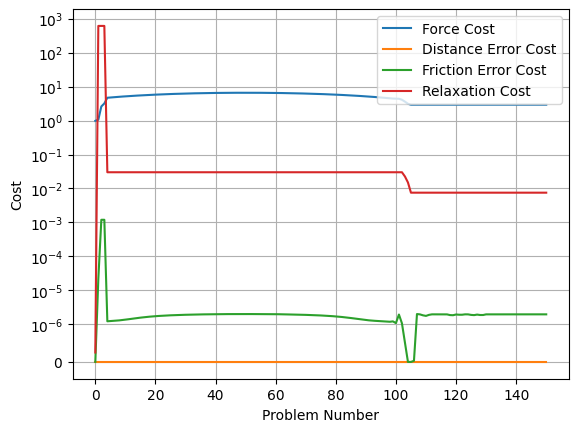 10³
10²
10¹
10⁰
10⁻¹
10⁻²
10⁻³
10⁻⁴
10⁻⁵
10⁻⁶
0
Cost
Force Cost
Distance Error Cost
Friction Error Cost
Relaxation Cost
0 20 40 60 80 100 120 140
Problem Number